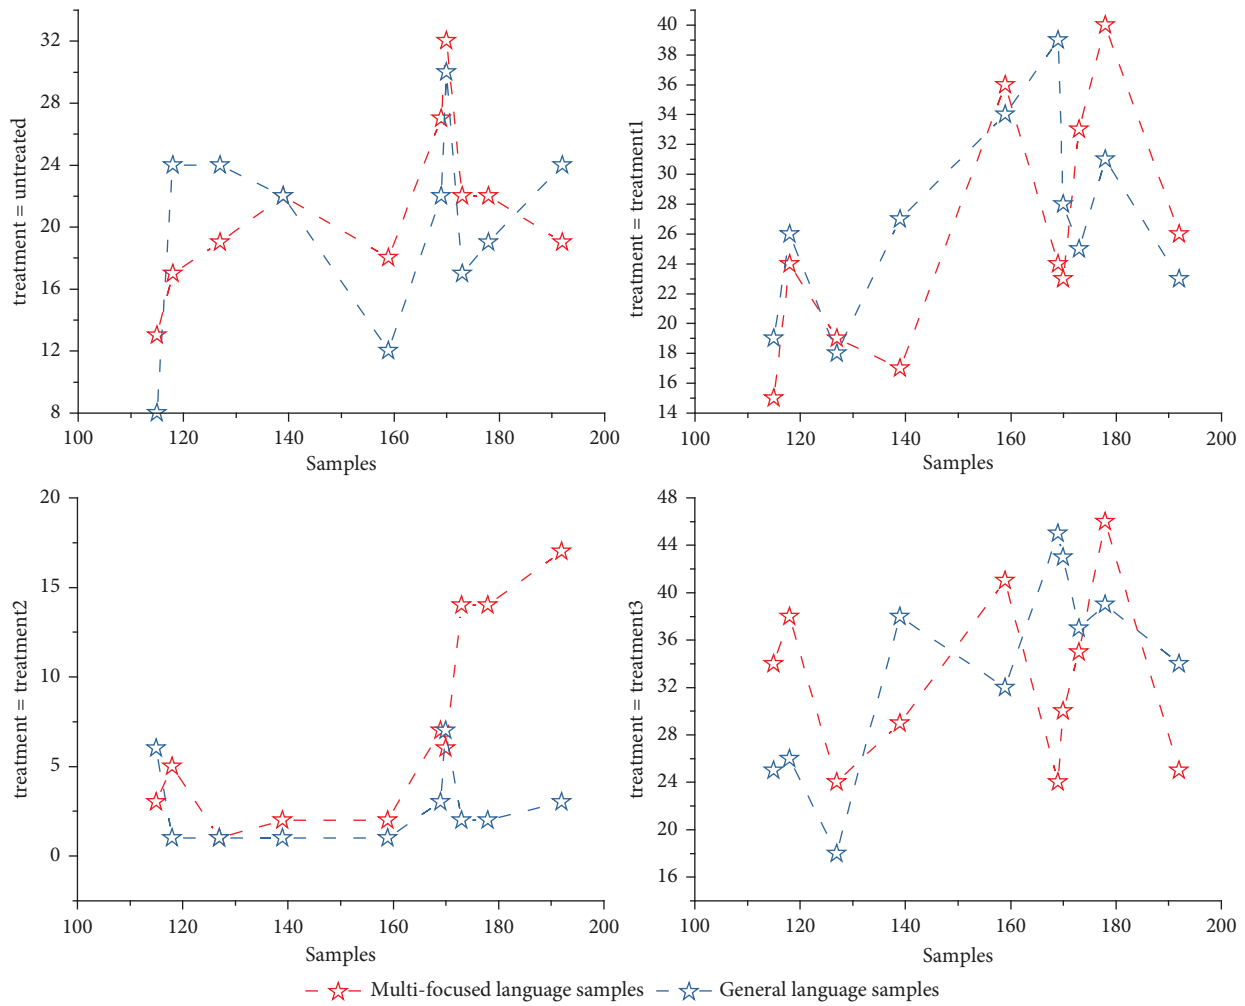 32
28
24
20
16
12
8
treatment = untreated
100 120 140 160 180 200
Samples
40
38
36
34
32
30
28
26
24
22
20
18
16
14
treatment = treatment1
100 120 140 160 180 200
Samples
20
15
10
5
0
treatment = treatment2
100 120 140 160 180 200
Samples
48
44
40
36
32
28
24
20
16
treatment = treatment3
100 120 140 160 180 200
Samples
Multi-focused language samples General language samples